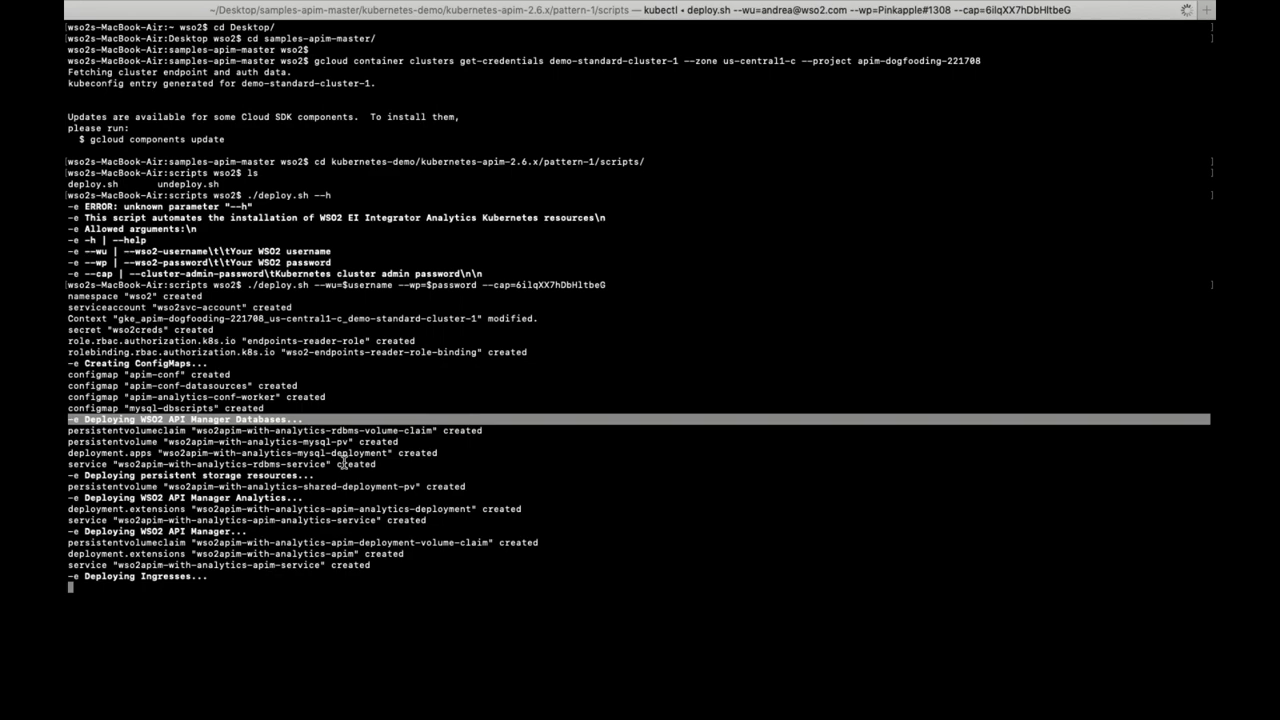 ~/Desktop/samples-apim-master/kubernetes-demo/kubernetes-apim-2.6.x/pattern-1/scripts — kubectl • deploy.sh --wu=andrea@wso2.com --wp=Pinkapple#1308 --cap=6ilqXX7hDbHltbeG
[wso2s-MacBook-Air:~ wso2$ cd Desktop/ ]
[wso2s-MacBook-Air:Desktop wso2$ cd samples-apim-master/ ]
[wso2s-MacBook-Air:samples-apim-master wso2$ ]
[wso2s-MacBook-Air:samples-apim-master wso2$ gcloud container clusters get-credentials demo-standard-cluster-1 --zone us-central1-c --project apim-dogfooding-221708 ]
Fetching cluster endpoint and auth data.
kubeconfig entry generated for demo-standard-cluster-1.
Updates are available for some Cloud SDK components.  To install them,
please run:
  $ gcloud components update
[wso2s-MacBook-Air:samples-apim-master wso2$ cd kubernetes-demo/kubernetes-apim-2.6.x/pattern-1/scripts/ ]
[wso2s-MacBook-Air:scripts wso2$ ls ]
deploy.sh       undeploy.sh
[wso2s-MacBook-Air:scripts wso2$ ./deploy.sh --h ]
-e ERROR: unknown parameter "--h"
-e This script automates the installation of WSO2 EI Integrator Analytics Kubernetes resources\n
-e Allowed arguments:\n
-e -h | --help
-e --wu | --wso2-username\t\tYour WSO2 username
-e --wp | --wso2-password\t\tYour WSO2 password
-e --cap | --cluster-admin-password\tKubernetes cluster admin password\n\n
[wso2s-MacBook-Air:scripts wso2$ ./deploy.sh --wu=$username --wp=$password --cap=6ilqXX7hDbHltbeG ]
namespace "wso2" created
serviceaccount "wso2svc-account" created
Context "gke_apim-dogfooding-221708_us-central1-c_demo-standard-cluster-1" modified.
secret "wso2creds" created
role.rbac.authorization.k8s.io "endpoints-reader-role" created
rolebinding.rbac.authorization.k8s.io "wso2-endpoints-reader-role-binding" created
-e Creating ConfigMaps...
configmap "apim-conf" created
configmap "apim-conf-datasources" created
configmap "apim-analytics-conf-worker" created
configmap "mysql-dbscripts" created
-e Deploying WSO2 API Manager Databases...
persistentvolumeclaim "wso2apim-with-analytics-rdbms-volume-claim" created
persistentvolume "wso2apim-with-analytics-mysql-pv" created
deployment.apps "wso2apim-with-analytics-mysql-deployment" created
service "wso2apim-with-analytics-rdbms-service" created
-e Deploying persistent storage resources...
persistentvolume "wso2apim-with-analytics-shared-deployment-pv" created
-e Deploying WSO2 API Manager Analytics...
deployment.extensions "wso2apim-with-analytics-apim-analytics-deployment" created
service "wso2apim-with-analytics-apim-analytics-service" created
-e Deploying WSO2 API Manager...
persistentvolumeclaim "wso2apim-with-analytics-apim-deployment-volume-claim" created
deployment.extensions "wso2apim-with-analytics-apim" created
service "wso2apim-with-analytics-apim-service" created
-e Deploying Ingresses...